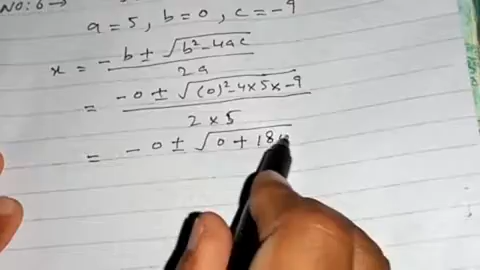 NO:6→
a = 5, b = 0, c = -9
x = -b ± √b²-4ac / 2a
= -0 ± √(0)²-4×5×-9 / 2×5
= -0 ± √0+18